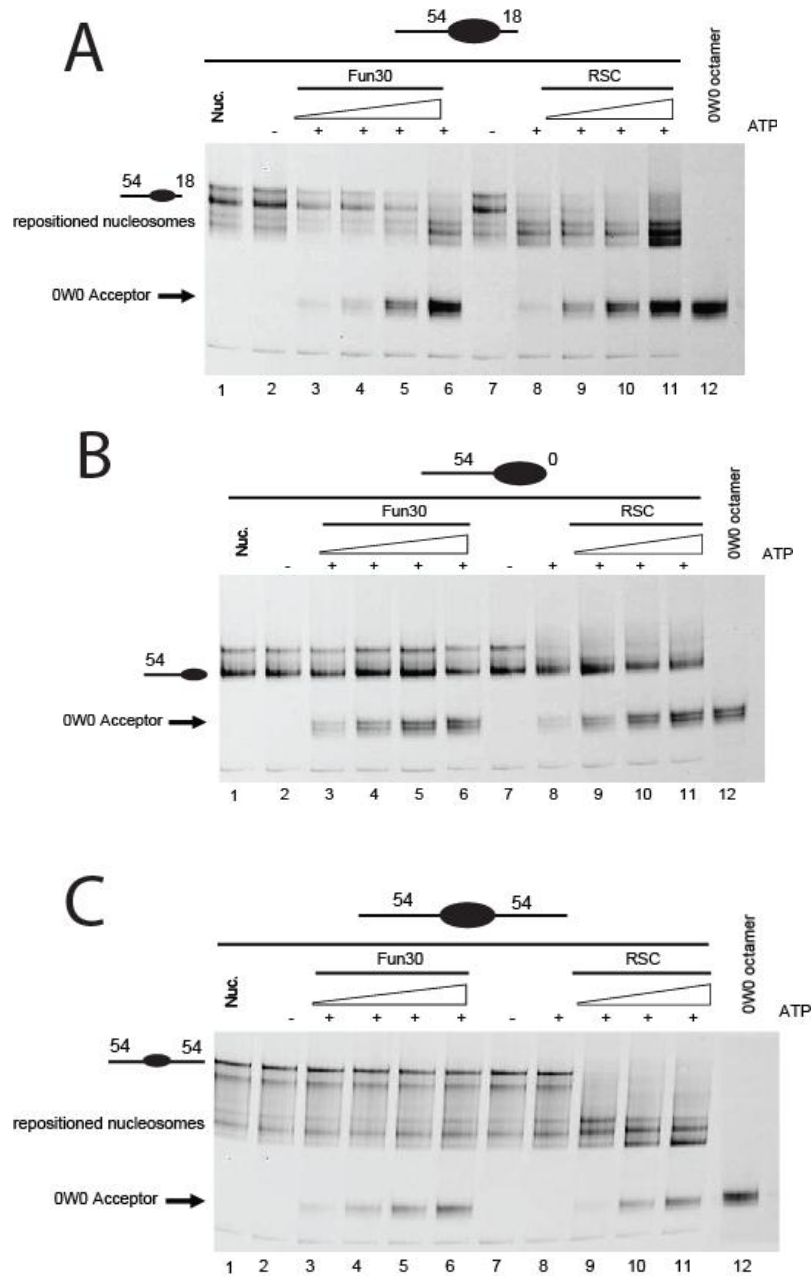 A
54 18
Nuc.
Fun30
RSC
0W0 octamer
- + + + + - + + + + ATP
54 18
repositioned nucleosomes
0W0 Acceptor
1 2 3 4 5 6 7 8 9 10 11 12
B
54 0
Nuc.
Fun30
RSC
0W0 octamer
- + + + + - + + + + ATP
54
0W0 Acceptor
1 2 3 4 5 6 7 8 9 10 11 12
C
54 54
Nuc.
Fun30
RSC
0W0 octamer
- + + + + - + + + + ATP
54 54
repositioned nucleosomes
0W0 Acceptor
1 2 3 4 5 6 7 8 9 10 11 12